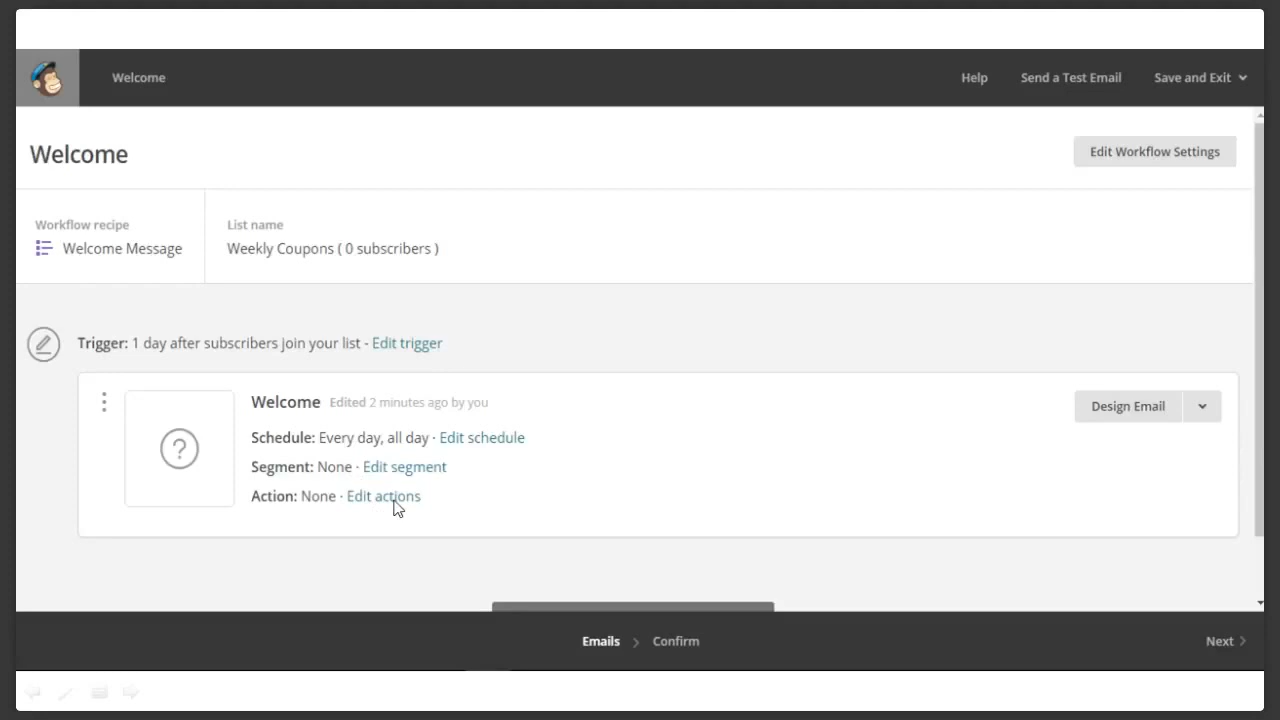 Welcome
Help
Send a Test Email
Save and Exit
Welcome
Edit Workflow Settings
Workflow recipe
Welcome Message
List name
Weekly Coupons ( 0 subscribers )
Trigger: 1 day after subscribers join your list - Edit trigger
?
Welcome Edited 2 minutes ago by you
Design Email
Schedule: Every day, all day · Edit schedule
Segment: None · Edit segment
Action: None · Edit actions
Emails > Confirm
Next >